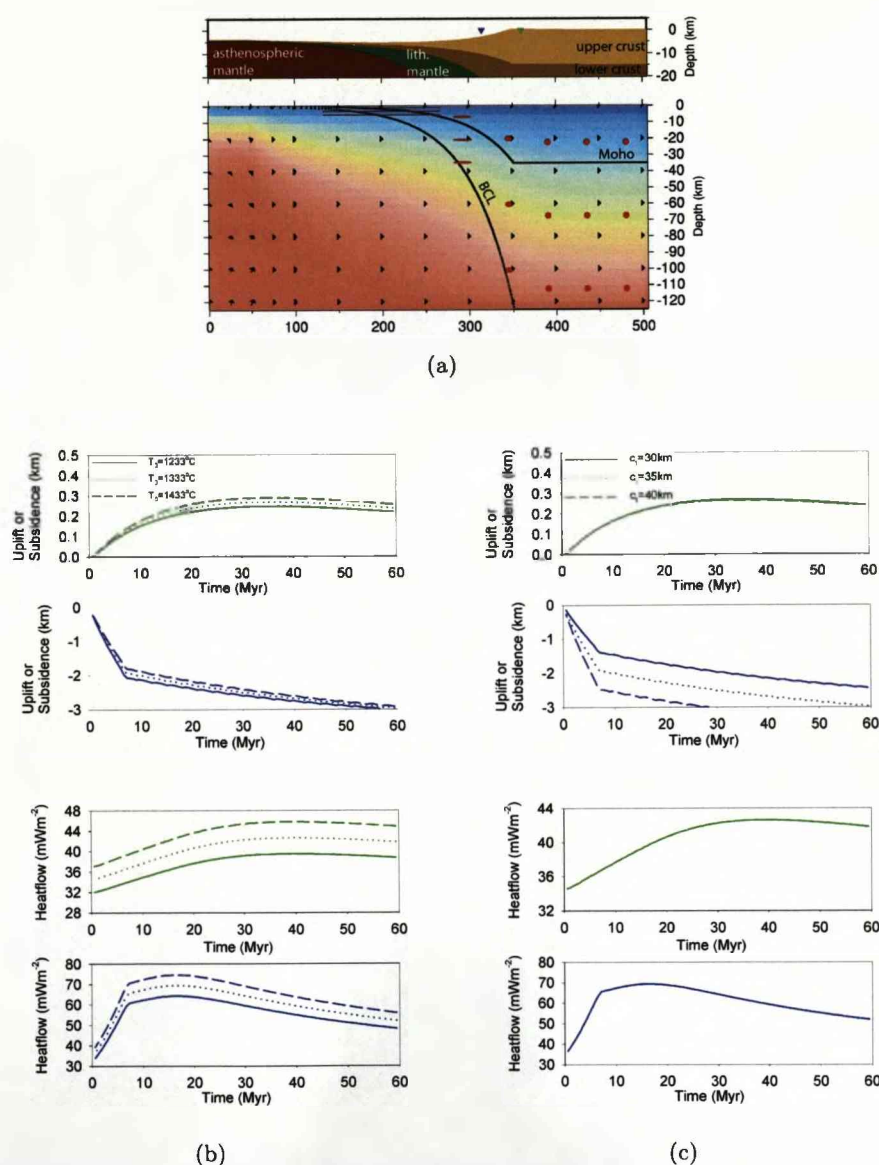 0
-10
-20
Depth (km)
asthenospheric
mantle
lith.
mantle
upper crust
lower crust
0
-10
-20
-30
-40
-50
-60
-70
-80
-90
-100
-110
-120
Depth (km)
Moho
BCL
0 100 200 300 400 500
(a)
0.5
0.4
0.3
0.2
0.1
0.0
Uplift or
Subsidence (km)
T₃=1233°C
T₃=1333°C
T₃=1433°C
0 10 20 30 40 50 60
Time (Myr)
0
-1
-2
-3
Uplift or
Subsidence (km)
0 10 20 30 40 50 60
Time (Myr)
48
44
40
36
32
28
Heatflow (mWm⁻²)
0 10 20 30 40 50 60
Time (Myr)
80
70
60
50
40
30
Heatflow (mWm⁻²)
0 10 20 30 40 50 60
Time (Myr)
(b)
0.5
0.4
0.3
0.2
0.1
0.0
Uplift or
Subsidence (km)
c₁=30km
c₁=35km
c₁=40km
0 10 20 30 40 50 60
Time (Myr)
0
-1
-2
-3
Uplift or
Subsidence (km)
0 10 20 30 40 50 60
Time (Myr)
44
40
36
32
Heatflow (mWm⁻²)
0 10 20 30 40 50 60
Time (Myr)
80
70
60
50
40
30
Heatflow (mWm⁻²)
0 10 20 30 40 50 60
Time (Myr)
(c)